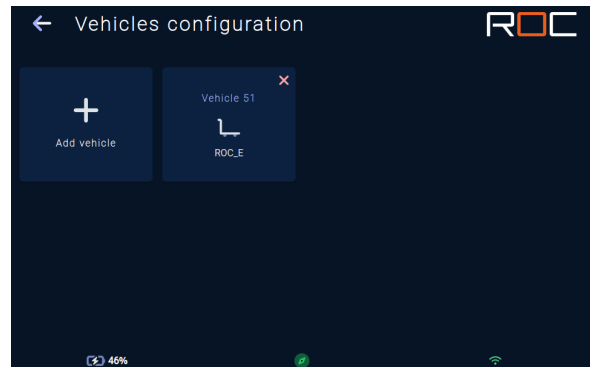 Vehicles configuration
ROC
Add vehicle
Vehicle 51
ROC_E
46%